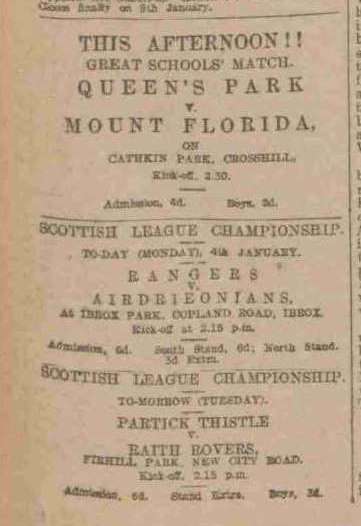 Closes finally on 9th January.
THIS AFTERNOON!!
GREAT SCHOOLS' MATCH.
QUEEN'S PARK
v.
MOUNT FLORIDA,
ON
CATHKIN PARK, CROSSHILL,
Kick-off, 2.30.
Admission, 4d. Boys, 2d.
SCOTTISH LEAGUE CHAMPIONSHIP.
TO-DAY (MONDAY), 4th JANUARY.
RANGERS
v.
AIRDRIEONIANS,
At IBROX PARK, COPLAND ROAD, IBROX.
Kick-off at 2.15 p.m.
Admission, 6d. South Stand, 6d; North Stand,
3d Extra.
SCOTTISH LEAGUE CHAMPIONSHIP.
TO-MORROW (TUESDAY).
PARTICK THISTLE
v.
RAITH ROVERS,
FIRHILL PARK, NEW CITY ROAD.
Kick-off, 2.15 p.m.
Admission, 6d. Stand Extra. Boys, 3d.